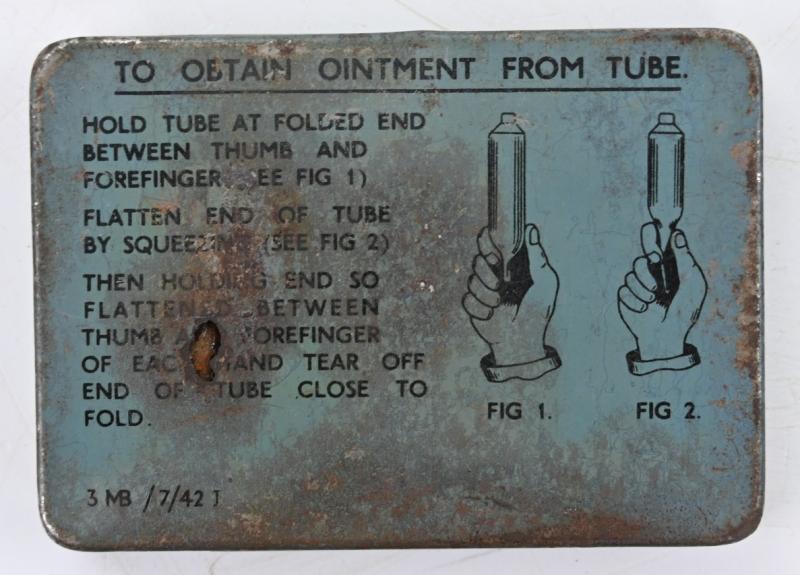 TO OBTAIN OINTMENT FROM TUBE.
HOLD TUBE AT FOLDED END
BETWEEN THUMB AND
FOREFINGER (SEE FIG 1)
FLATTEN END OF TUBE
BY SQUEEZING (SEE FIG 2)
THEN HOLDING END SO
FLATTENED BETWEEN
THUMB AND FOREFINGER
OF EACH HAND TEAR OFF
END OF TUBE CLOSE TO
FOLD.
FIG 1.
FIG 2.
3 MB /7/42